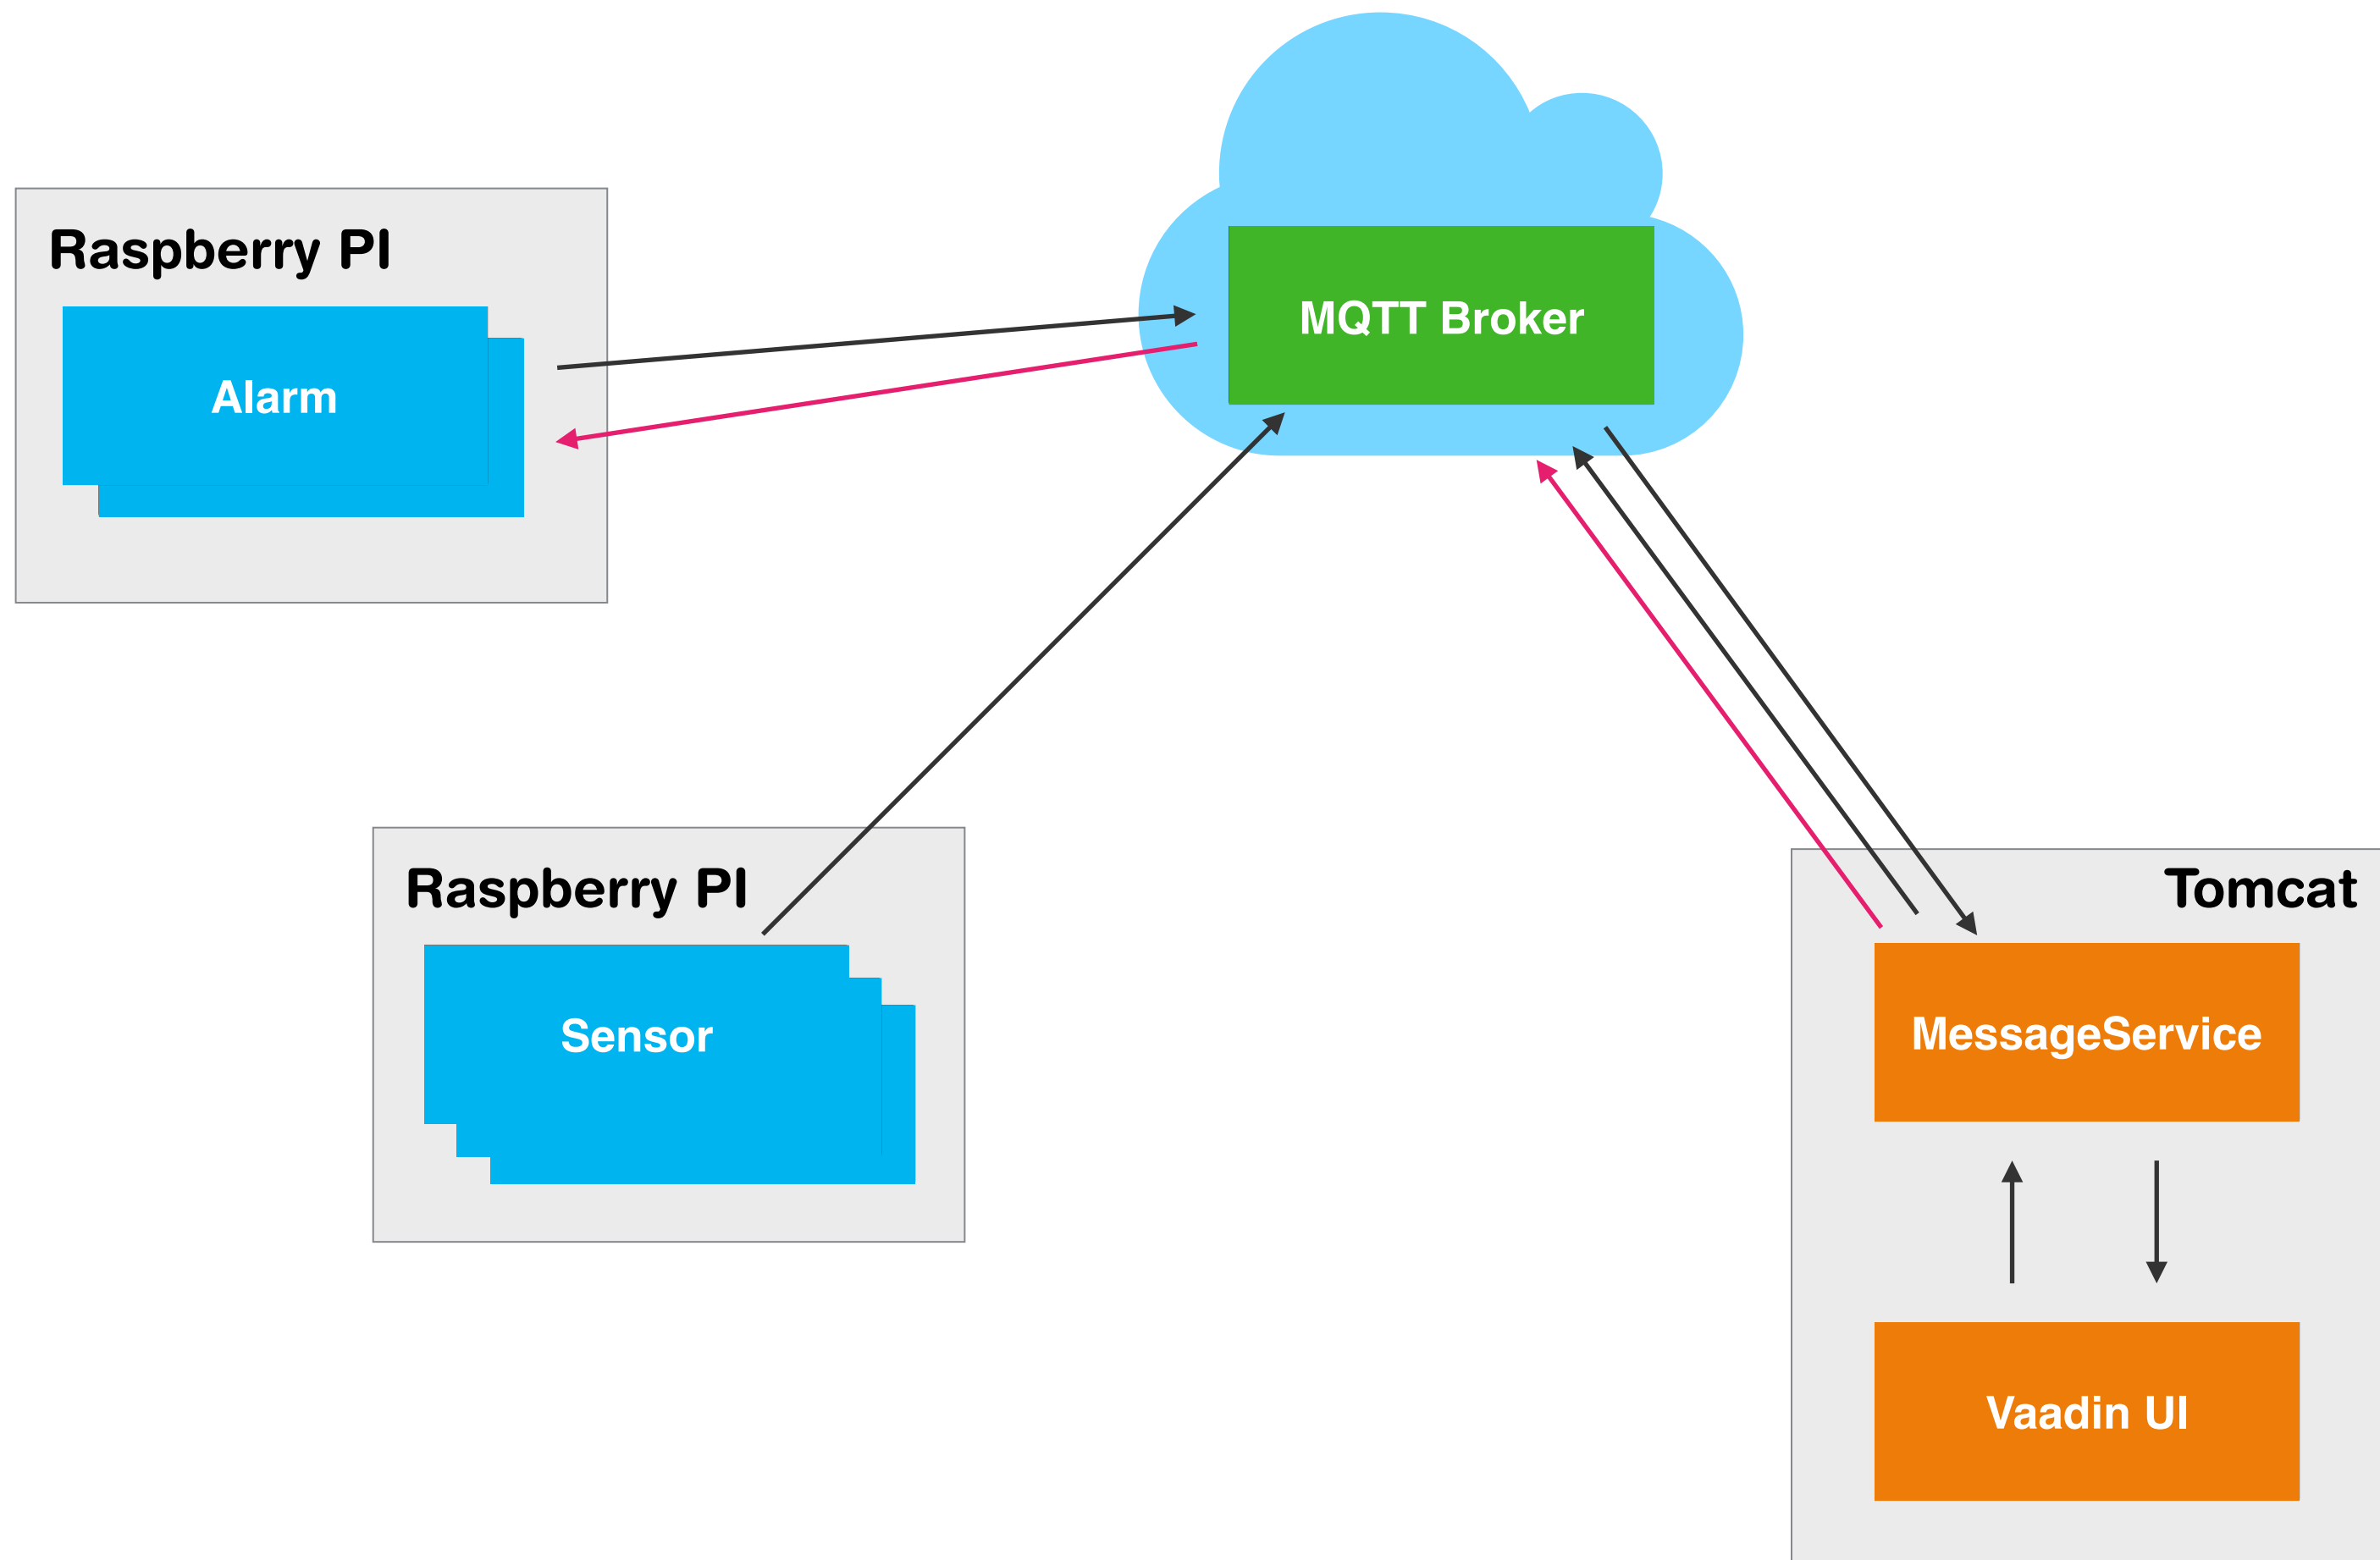 Raspberry PI
Alarm
MQTT Broker
Raspberry PI
Sensor
Tomcat
MessageService
Vaadin UI